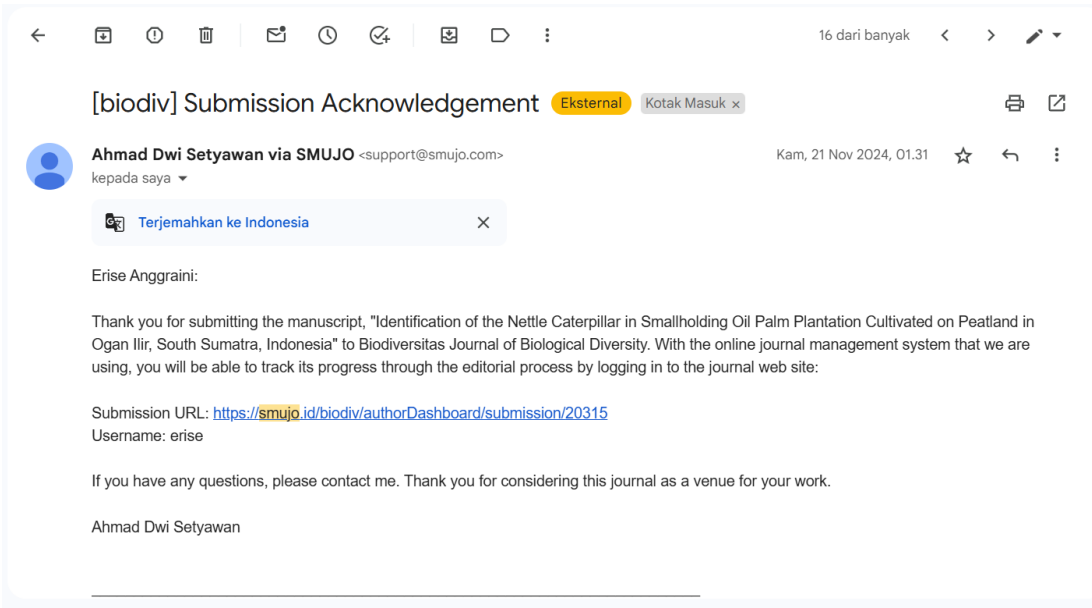 16 dari banyak
[biodiv] Submission Acknowledgement Eksternal Kotak Masuk ×
Ahmad Dwi Setyawan via SMUJO <support@smujo.com> Kam, 21 Nov 2024, 01.31
kepada saya
Terjemahkan ke Indonesia
Erise Anggraini:
Thank you for submitting the manuscript, "Identification of the Nettle Caterpillar in Smallholding Oil Palm Plantation Cultivated on Peatland in
Ogan Ilir, South Sumatra, Indonesia" to Biodiversitas Journal of Biological Diversity. With the online journal management system that we are
using, you will be able to track its progress through the editorial process by logging in to the journal web site:
Submission URL: https://smujo.id/biodiv/authorDashboard/submission/20315
Username: erise
If you have any questions, please contact me. Thank you for considering this journal as a venue for your work.
Ahmad Dwi Setyawan